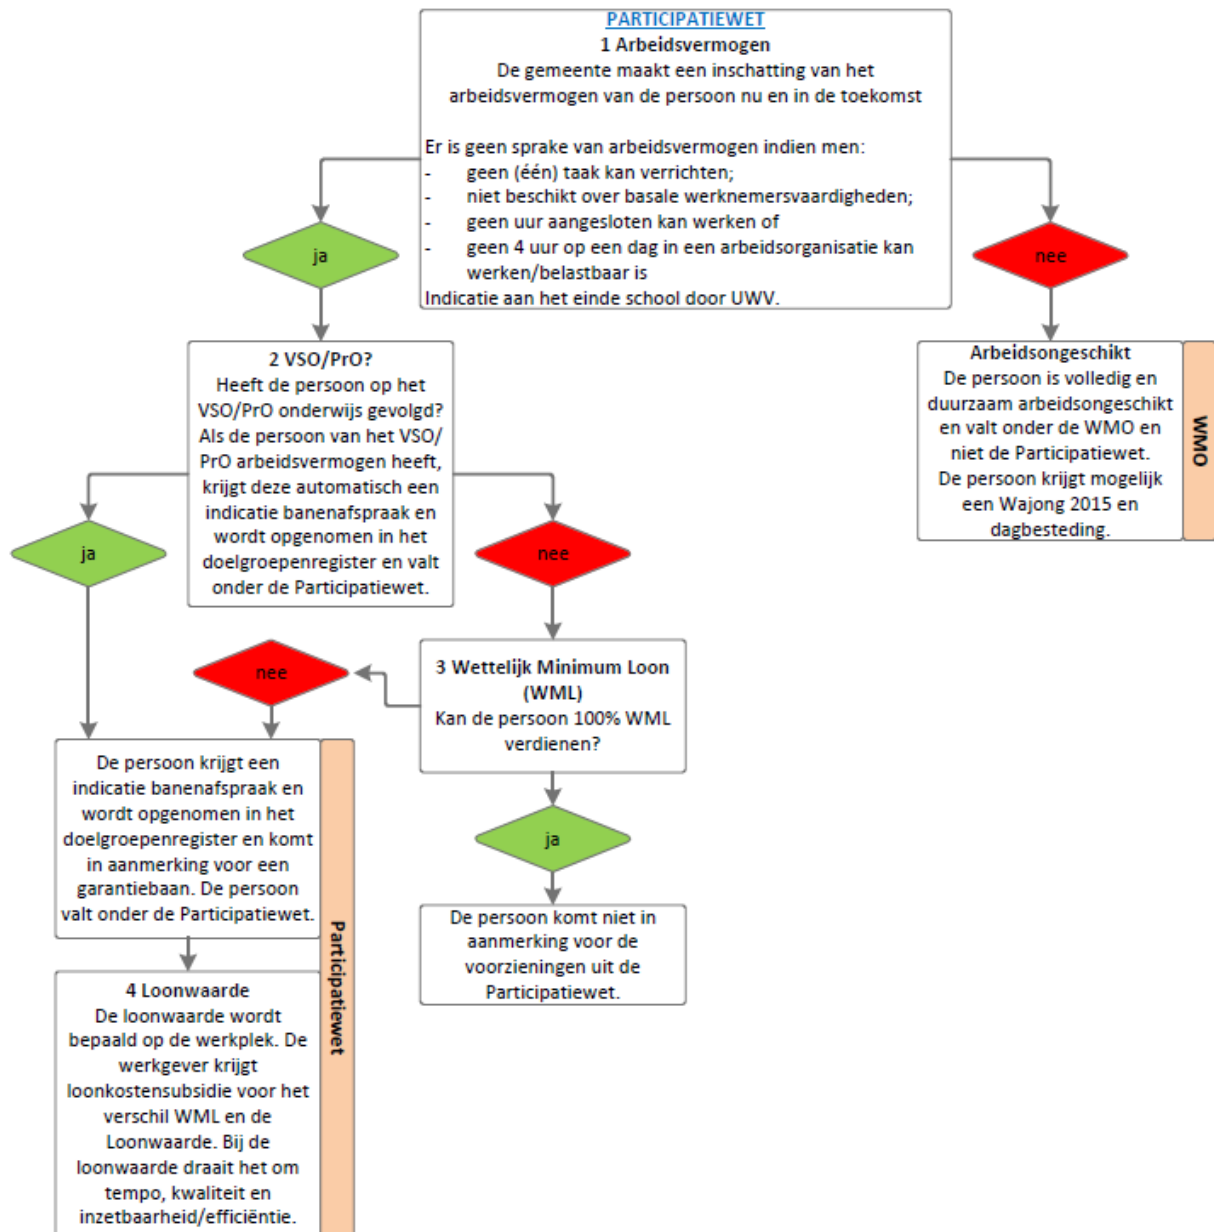 PARTICIPATIEWET
1 Arbeidsvermogen
De gemeente maakt een inschatting van het
arbeidsvermogen van de persoon nu en in de toekomst
Er is geen sprake van arbeidsvermogen indien men:
- geen (één) taak kan verrichten;
- niet beschikt over basale werknemersvaardigheden;
- geen uur aangesloten kan werken of
- geen 4 uur op een dag in een arbeidsorganisatie kan
werken/belastbaar is
Indicatie aan het einde school door UWV.
ja
nee
2 VSO/PrO?
Heeft de persoon op het
VSO/PrO onderwijs gevolgd?
Als de persoon van het VSO/
PrO arbeidsvermogen heeft,
krijgt deze automatisch een
indicatie banenafspraak en
wordt opgenomen in het
doelgroepenregister en valt
onder de Participatiewet.
Arbeidsongeschikt
De persoon is volledig en
duurzaam arbeidsongeschikt
en valt onder de WMO en
niet de Participatiewet.
De persoon krijgt mogelijk
een Wajong 2015 en
dagbesteding.
WMO
ja
nee
nee
3 Wettelijk Minimum Loon
(WML)
Kan de persoon 100% WML
verdienen?
De persoon krijgt een
indicatie banenafspraak en
wordt opgenomen in het
doelgroepenregister en komt
in aanmerking voor een
garantiebaan. De persoon
valt onder de Participatiewet.
ja
De persoon komt niet in
aanmerking voor de
voorzieningen uit de
Participatiewet.
4 Loonwaarde
De loonwaarde wordt
bepaald op de werkplek. De
werkgever krijgt
loonkostensubsidie voor het
verschil WML en de
Loonwaarde. Bij de
loonwaarde draait het om
tempo, kwaliteit en
inzetbaarheid/efficiëntie.
Participatiewet